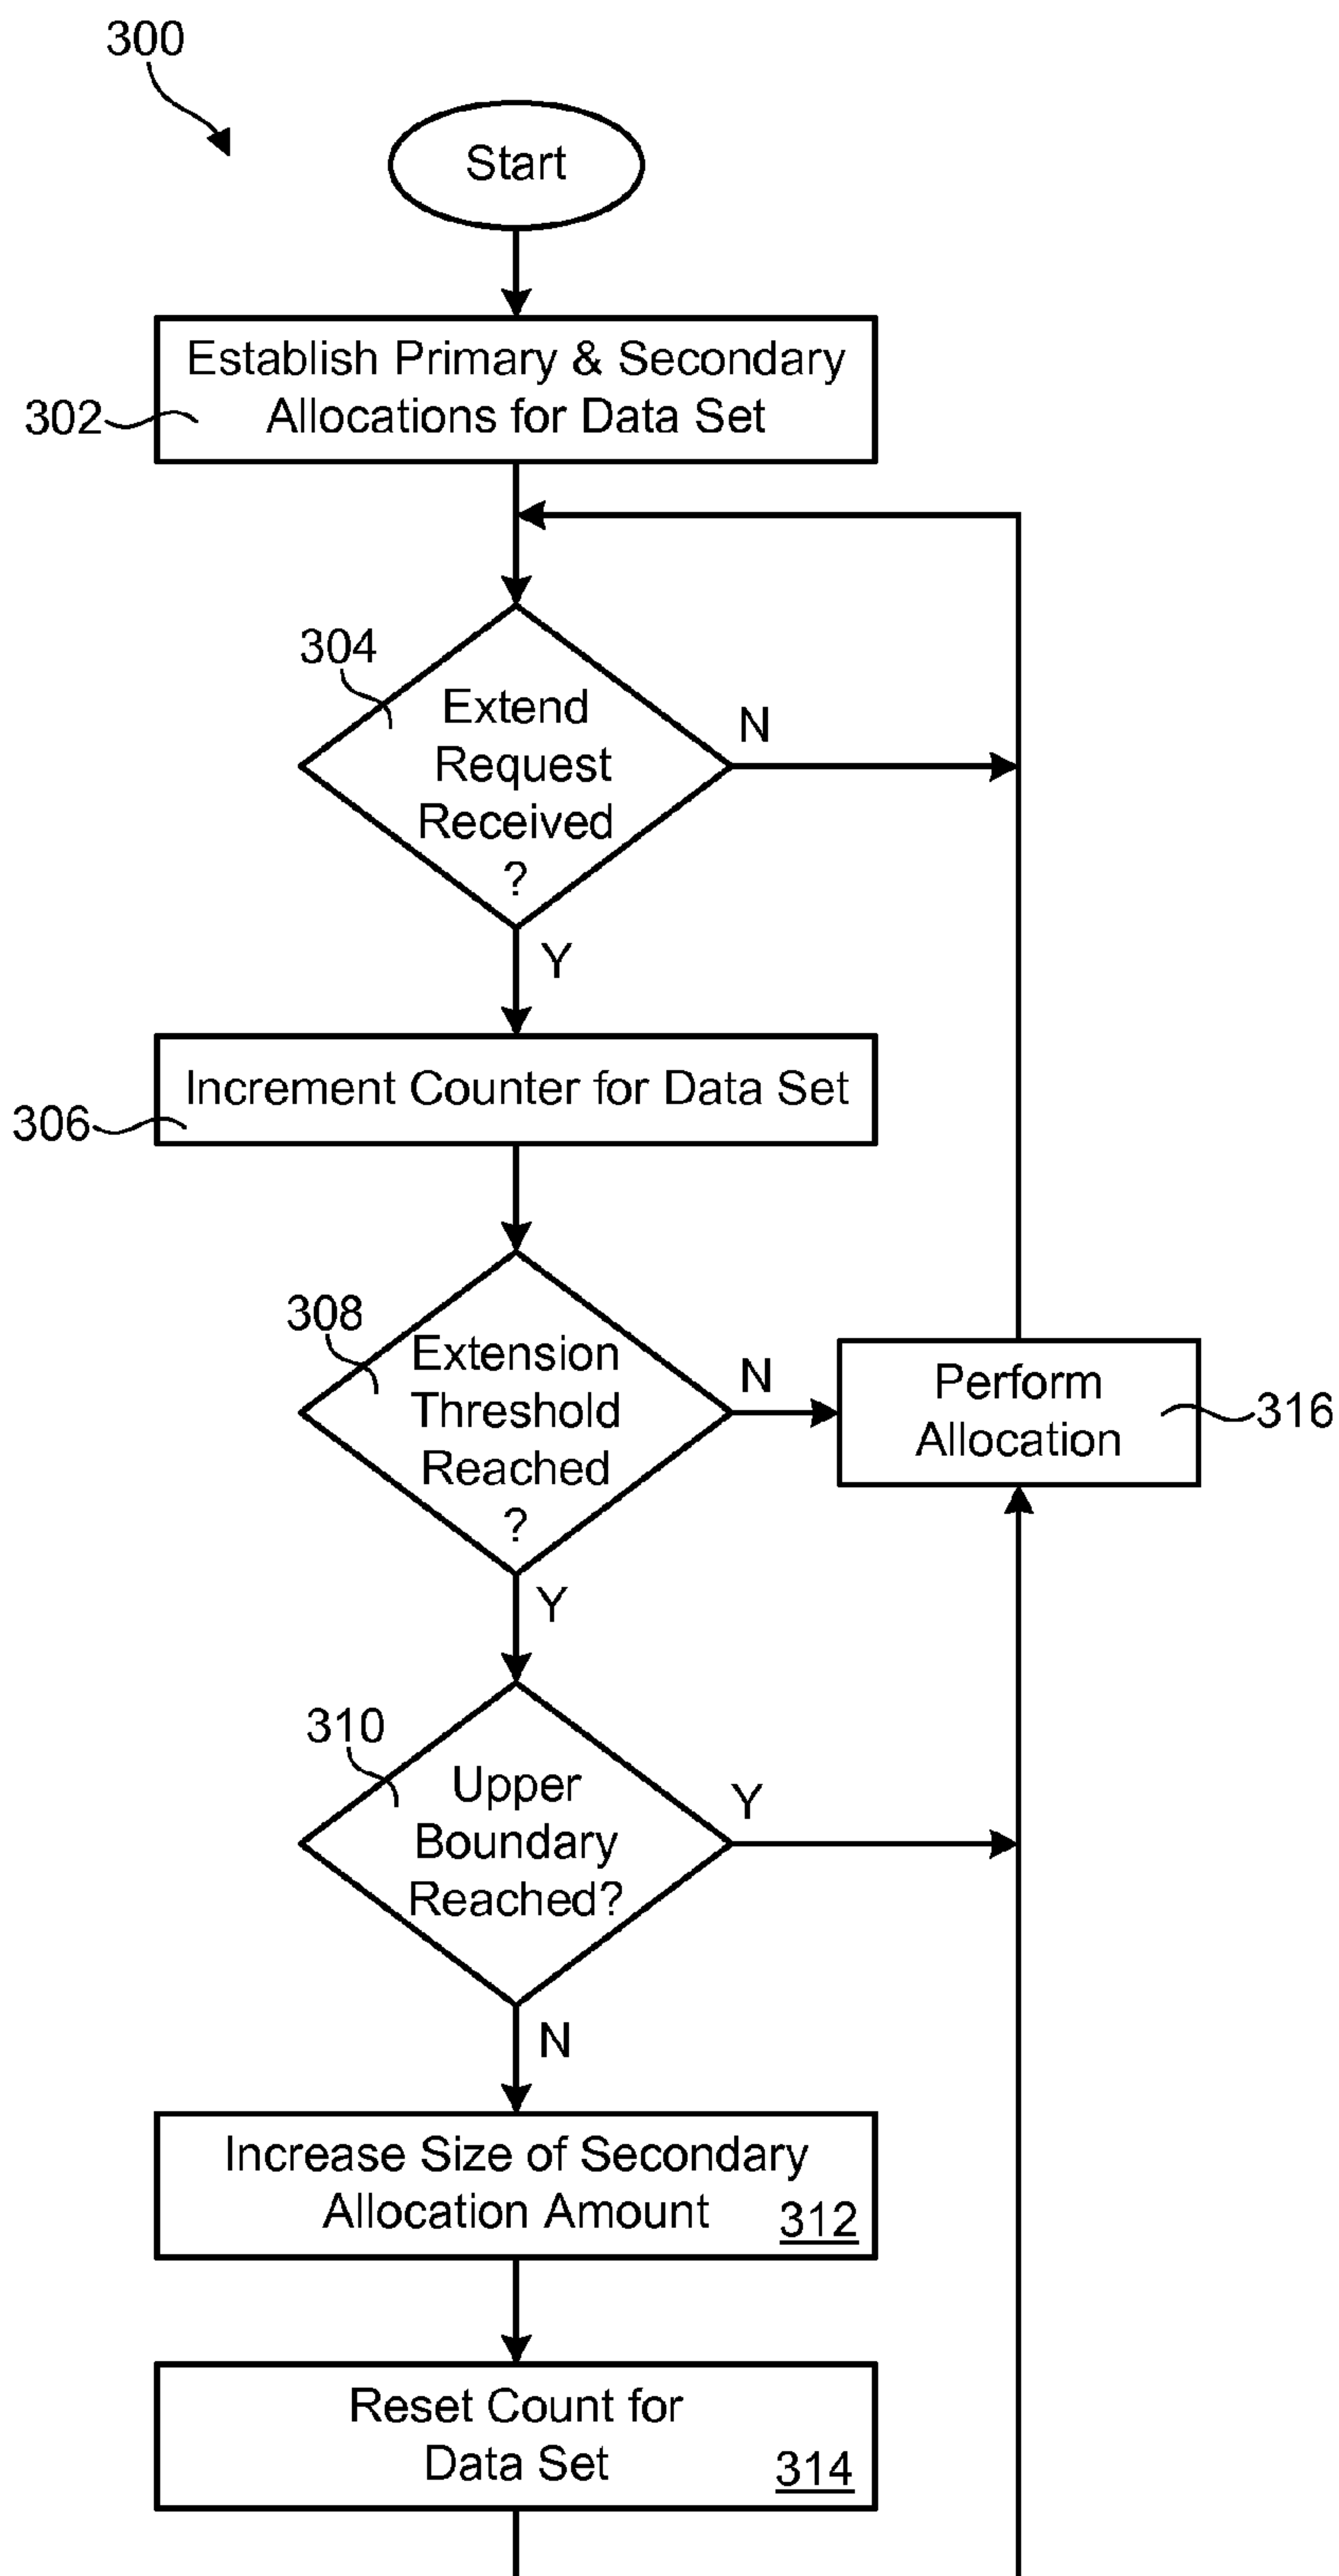 300
Start
Establish Primary & Secondary
Allocations for Data Set
302
304
Extend
Request
Received
?
N
Y
Increment Counter for Data Set
306
308
Extension
Threshold
Reached
?
N
Perform
Allocation
316
Y
310
Upper
Boundary
Reached?
Y
N
Increase Size of Secondary
Allocation Amount
312
Reset Count for
Data Set
314